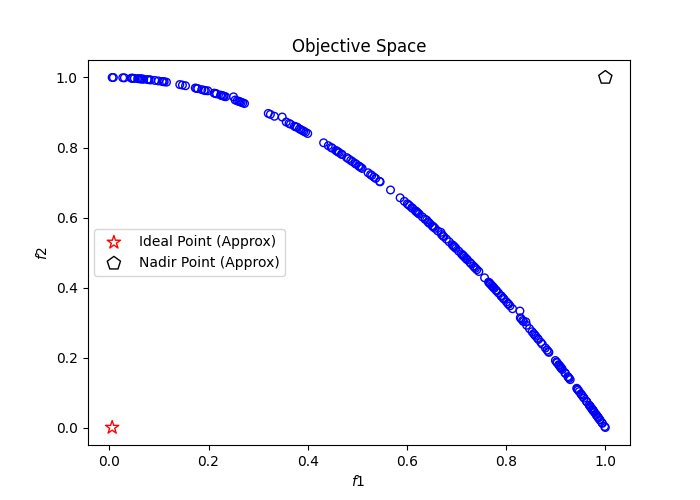 Objective Space
1.0
0.8
0.6
0.4
0.2
0.0
f2
Ideal Point (Approx)
Nadir Point (Approx)
0.0 0.2 0.4 0.6 0.8 1.0
f1